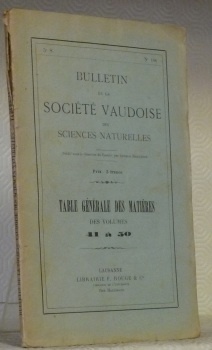 BULLETIN
DE LA
SOCIÉTÉ VAUDOISE
DES
SCIENCES NATURELLES
TABLE GÉNÉRALE DES MATIÈRES
DES VOLUMES
41 à 50
LAUSANNE
LIBRAIRIE F. ROUGE & Cie